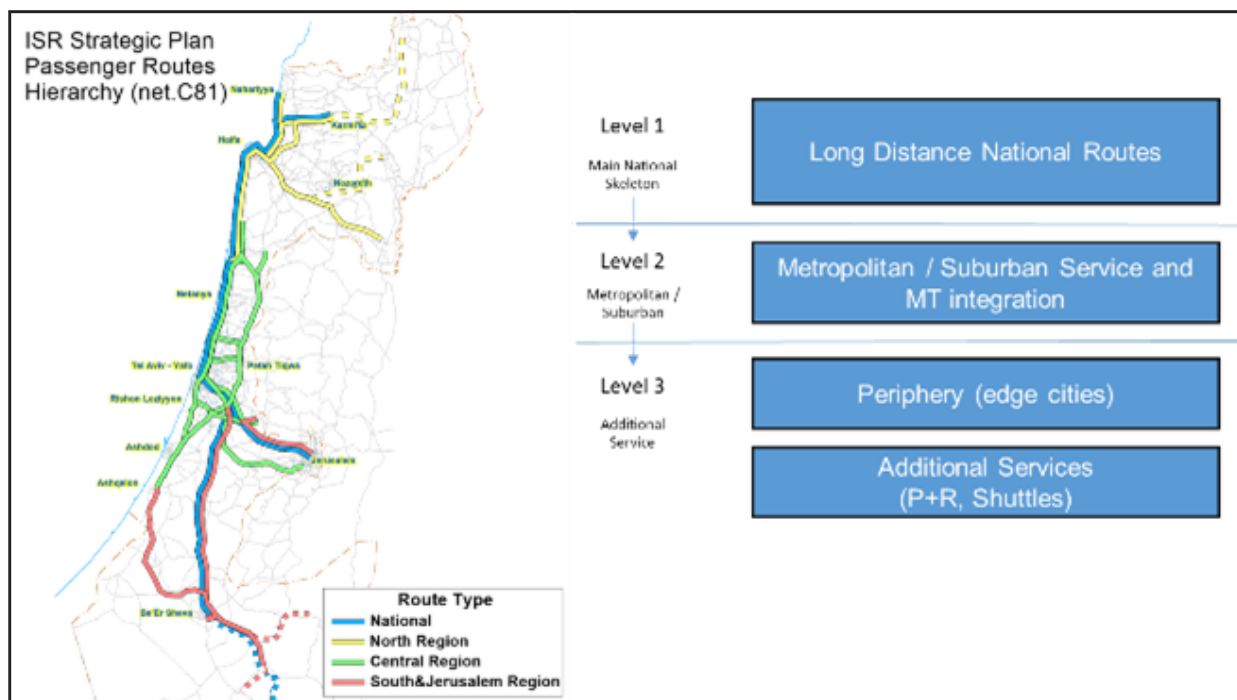 ISR Strategic Plan
Passenger Routes
Hierarchy (net.C81)
Nahariyya
Karmi'el
Haifa
Nazareth
Netanya
Tel Aviv - Yafo
Petah Tiqwa
Rishon Leziyyon
Ashdod
Jerusalem
Ashqelon
Be'Er Sheva
Route Type
National
North Region
Central Region
South&Jerusalem Region
Level 1
Main National
Skeleton
Long Distance National Routes
Level 2
Metropolitan /
Suburban
Metropolitan / Suburban Service and
MT integration
Level 3
Additional
Service
Periphery (edge cities)
Additional Services
(P+R, Shuttles)